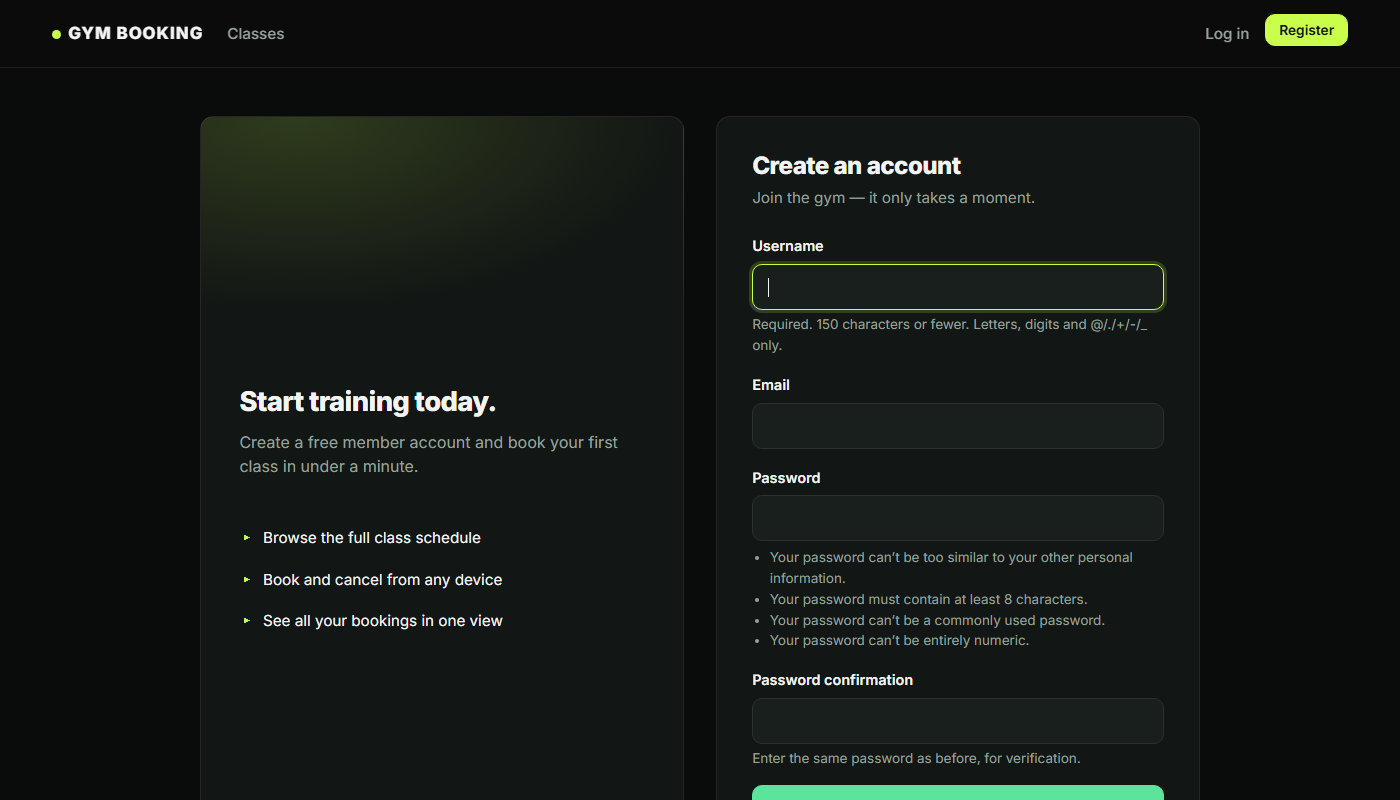 GYM BOOKING
Classes
Log in
Register
Start training today.
Create a free member account and book your first
class in under a minute.
Browse the full class schedule
Book and cancel from any device
See all your bookings in one view
Create an account
Join the gym — it only takes a moment.
Username
Required. 150 characters or fewer. Letters, digits and @/./+/-/_
only.
Email
Password
Your password can’t be too similar to your other personal
information.
Your password must contain at least 8 characters.
Your password can’t be a commonly used password.
Your password can’t be entirely numeric.
Password confirmation
Enter the same password as before, for verification.